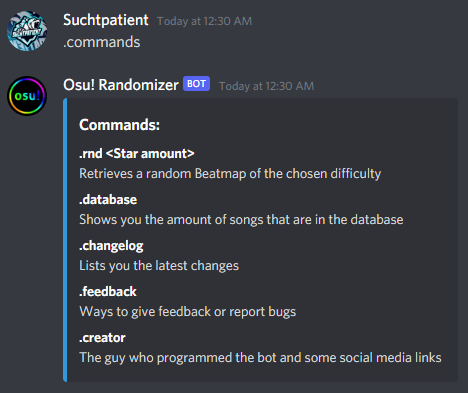 Suchtpatient Today at 12:30 AM
.commands
osu!
Osu! Randomizer BOT Today at 12:30 AM
Commands:
.rnd <Star amount>
Retrieves a random Beatmap of the chosen difficulty
.database
Shows you the amount of songs that are in the database
.changelog
Lists you the latest changes
.feedback
Ways to give feedback or report bugs
.creator
The guy who programmed the bot and some social media links